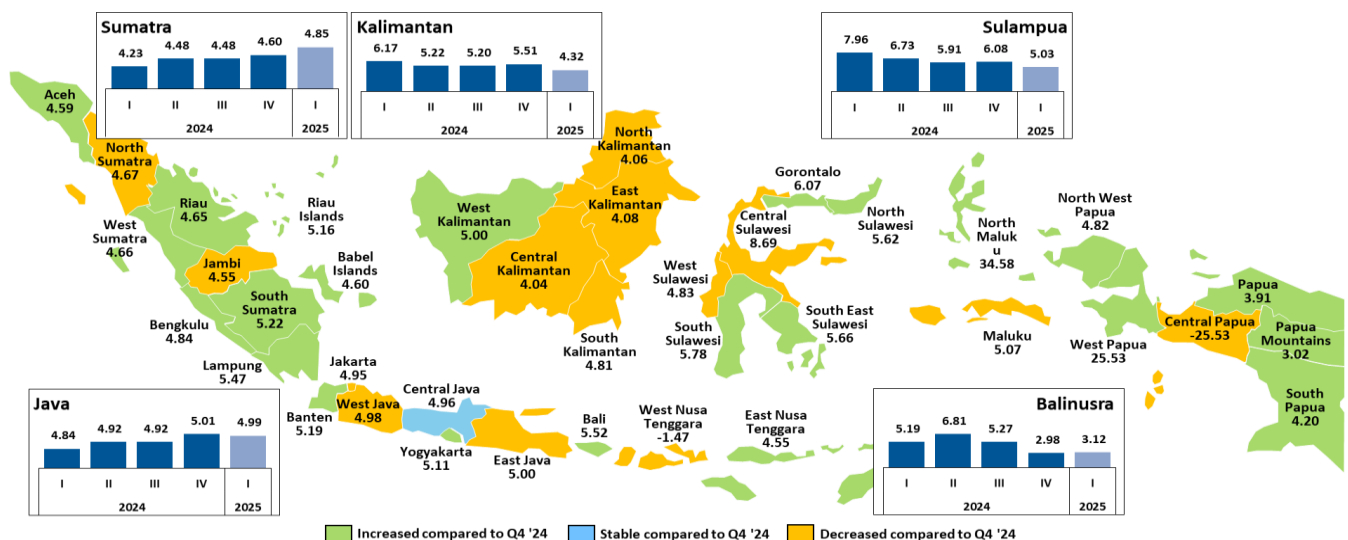 Sumatra
4.23 4.48 4.48 4.60 4.85
I II III IV I
2024 2025
Kalimantan
6.17 5.22 5.20 5.51 4.32
I II III IV I
2024 2025
Sulampua
7.96 6.73 5.91 6.08 5.03
I II III IV I
2024 2025
Aceh
4.59
North
Sumatra
4.67
Riau
4.65
Riau
Islands
5.16
West
Sumatra
4.66
Jambi
4.55
Babel
Islands
4.60
South
Sumatra
5.22
Bengkulu
4.84
Lampung
5.47
North
Kalimantan
4.06
East
Kalimantan
4.08
West
Kalimantan
5.00
Central
Kalimantan
4.04
South
Kalimantan
4.81
Gorontalo
6.07
Central
Sulawesi
8.69
North
Sulawesi
5.62
West
Sulawesi
4.83
South
Sulawesi
5.78
South East
Sulawesi
5.66
North
Maluk
u
34.58
Maluku
5.07
North West
Papua
4.82
West Papua
25.53
Papua
3.91
Central Papua
-25.53
Papua
Mountains
3.02
South
Papua
4.20
Jakarta
4.95
Banten
5.19
West Java
4.98
Central Java
4.96
Yogyakarta
5.11
East Java
5.00
Bali
5.52
West Nusa
Tenggara
-1.47
East Nusa
Tenggara
4.55
Java
4.84 4.92 4.92 5.01 4.99
I II III IV I
2024 2025
Balinusra
5.19 6.81 5.27 2.98 3.12
I II III IV I
2024 2025
Increased compared to Q4 '24 Stable compared to Q4 '24 Decreased compared to Q4 '24